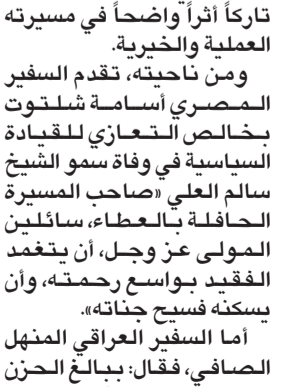 تاركاً أثراً واضحاً في مسيرته
العملية والخيرية.
ومن ناحيته، تقدم السفير
المصري أسامة شلتوت
بخالص التعازي للقيادة
السياسية في وفاة سمو الشيخ
سالم العلي «صاحب المسيرة
الحافلة بالعطاء، سائلين
المولى عز وجل، أن يتغمد
الفقيد بواسع رحمته، وأن
يسكنه فسيح جناته».
أما السفير العراقي المنهل
الصافي، فقال: ببالغ الحزن